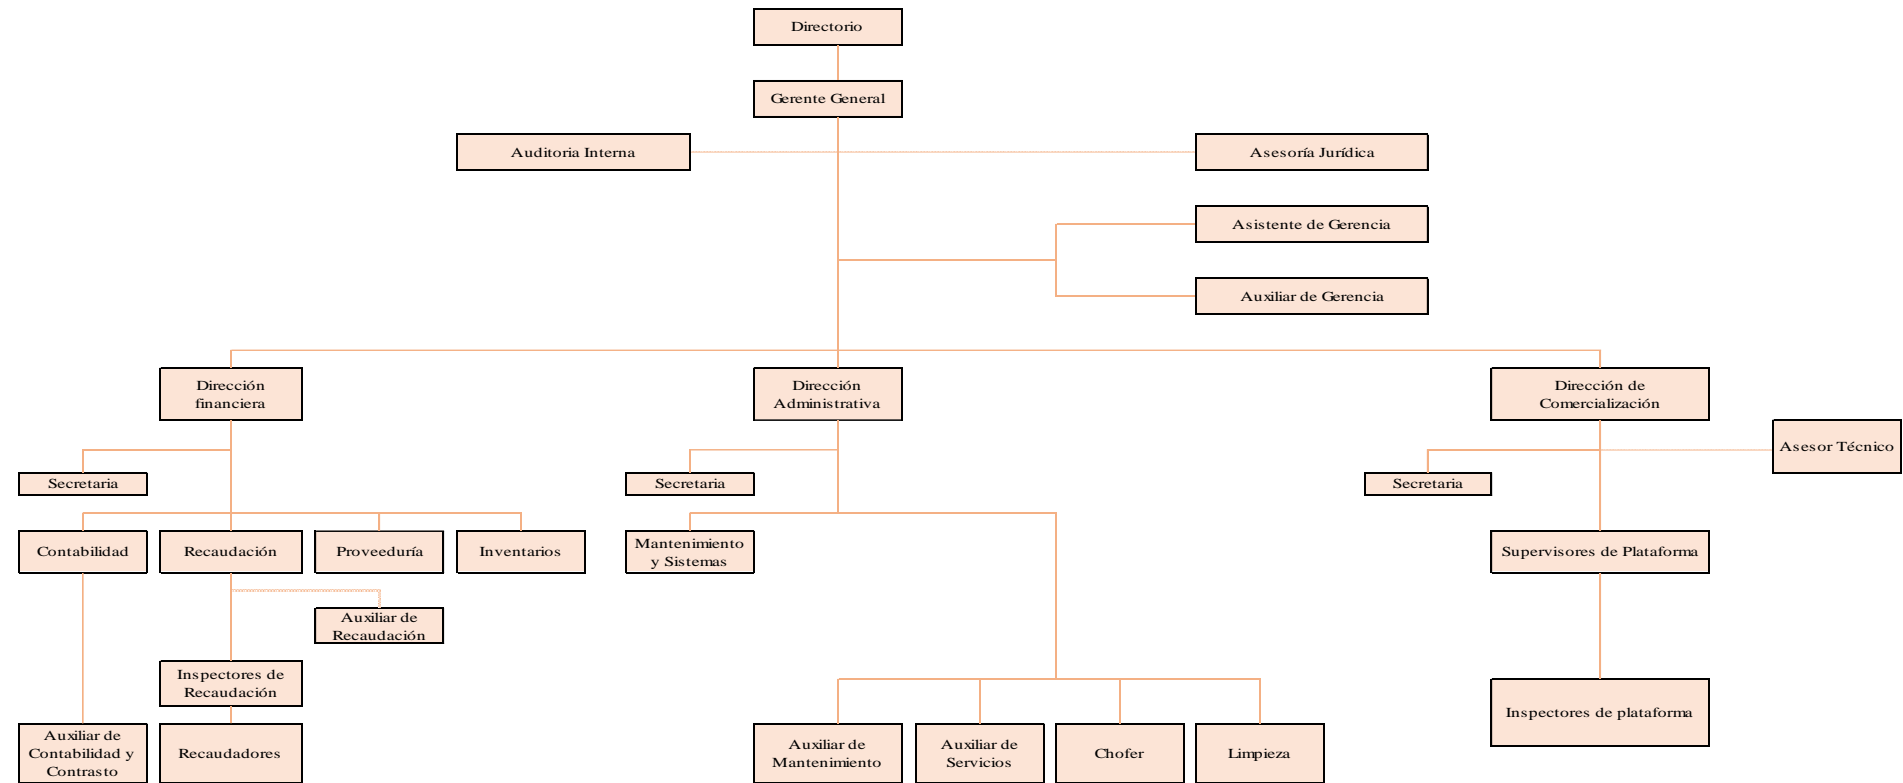 Directorio
Gerente General
Auditoria Interna
Asesoría Jurídica
Asistente de Gerencia
Auxiliar de Gerencia
Dirección
financiera
Dirección
Administrativa
Dirección de
Comercialización
Asesor Técnico
Secretaria
Secretaria
Secretaria
Contabilidad
Recaudación
Proveeduría
Inventarios
Mantenimiento
y Sistemas
Supervisores de Plataforma
Auxiliar de
Recaudación
Inspectores de
Recaudación
Inspectores de plataforma
Auxiliar de
Contabilidad y
Contrasto
Recaudadores
Auxiliar de
Mantenimiento
Auxiliar de
Servicios
Chofer
Limpieza